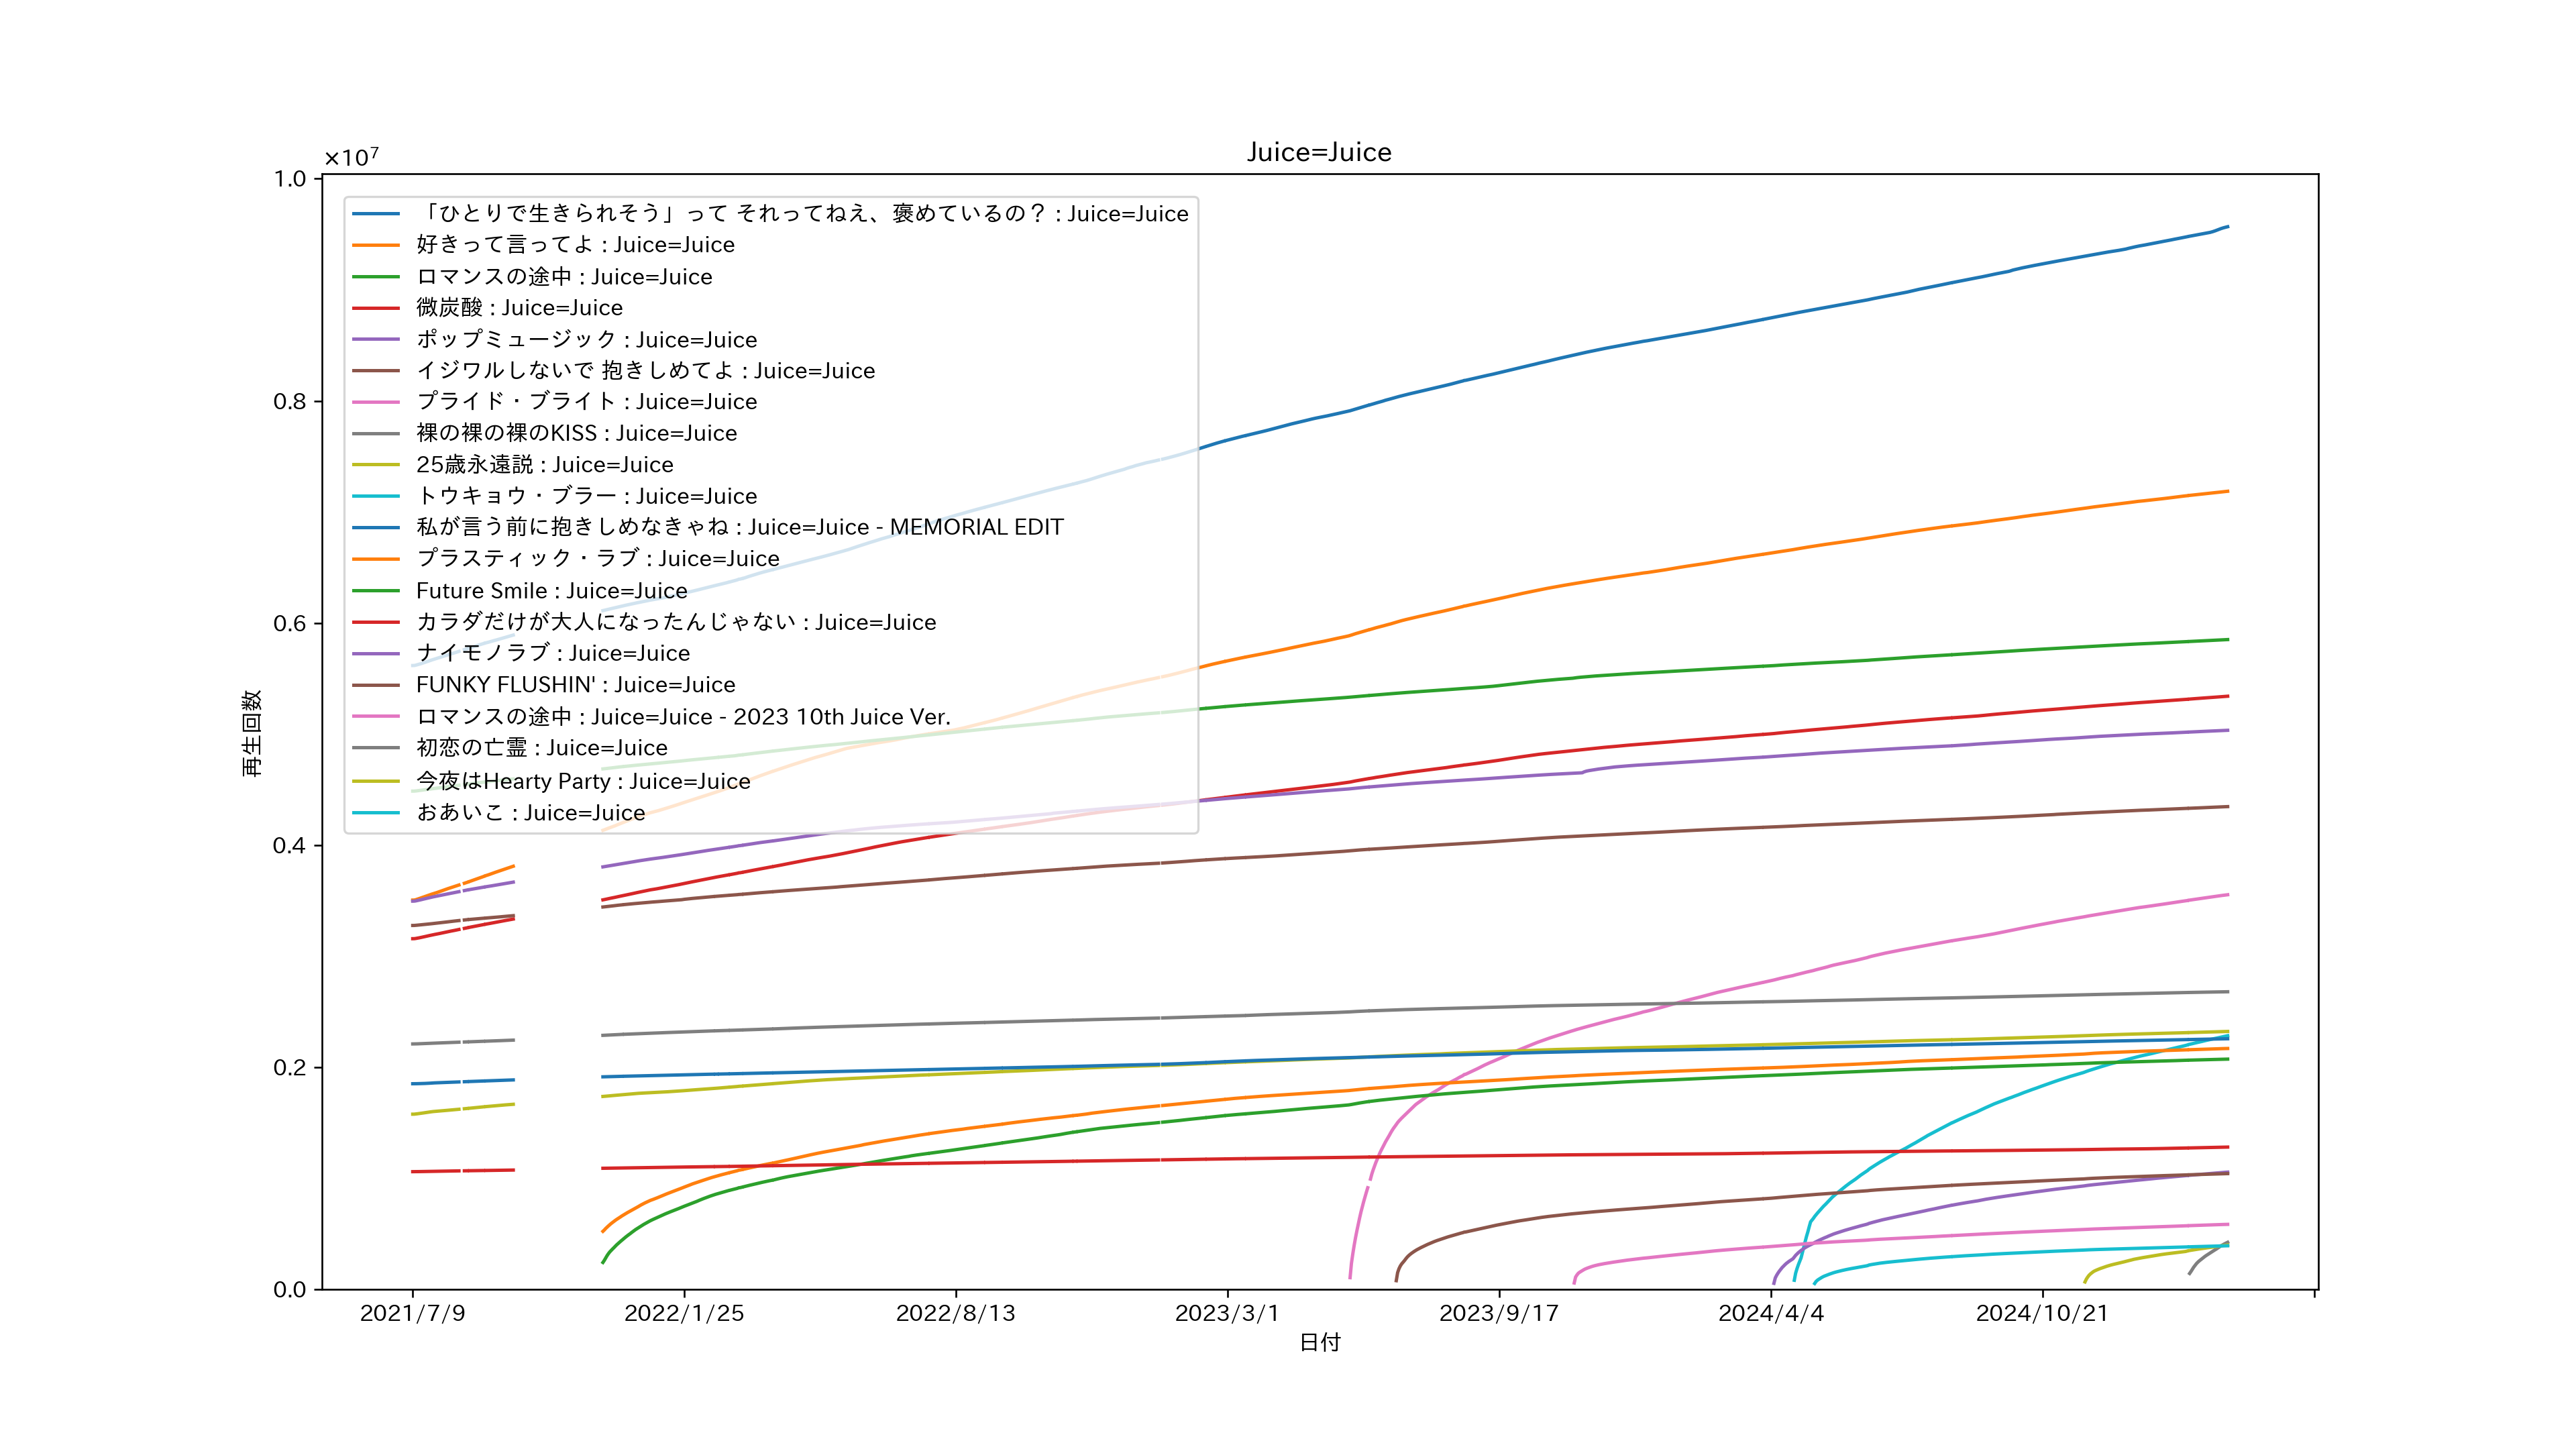 Juice=Juice
×10⁷
1.0
0.8
0.6
0.4
0.2
0.0
再生回数
「ひとりで生きられそう」って それってねえ、褒めているの？ : Juice=Juice
好きって言ってよ : Juice=Juice
ロマンスの途中 : Juice=Juice
微炭酸 : Juice=Juice
ポップミュージック : Juice=Juice
イジワルしないで 抱きしめてよ : Juice=Juice
プライド・ブライト : Juice=Juice
裸の裸の裸のKISS : Juice=Juice
25歳永遠説 : Juice=Juice
トウキョウ・ブラー : Juice=Juice
私が言う前に抱きしめなきゃね : Juice=Juice - MEMORIAL EDIT
プラスティック・ラブ : Juice=Juice
Future Smile : Juice=Juice
カラダだけが大人になったんじゃない : Juice=Juice
ナイモノラブ : Juice=Juice
FUNKY FLUSHIN' : Juice=Juice
ロマンスの途中 : Juice=Juice - 2023 10th Juice Ver.
初恋の亡霊 : Juice=Juice
今夜はHearty Party : Juice=Juice
おあいこ : Juice=Juice
2021/7/9 2022/1/25 2022/8/13 2023/3/1 2023/9/17 2024/4/4 2024/10/21
日付